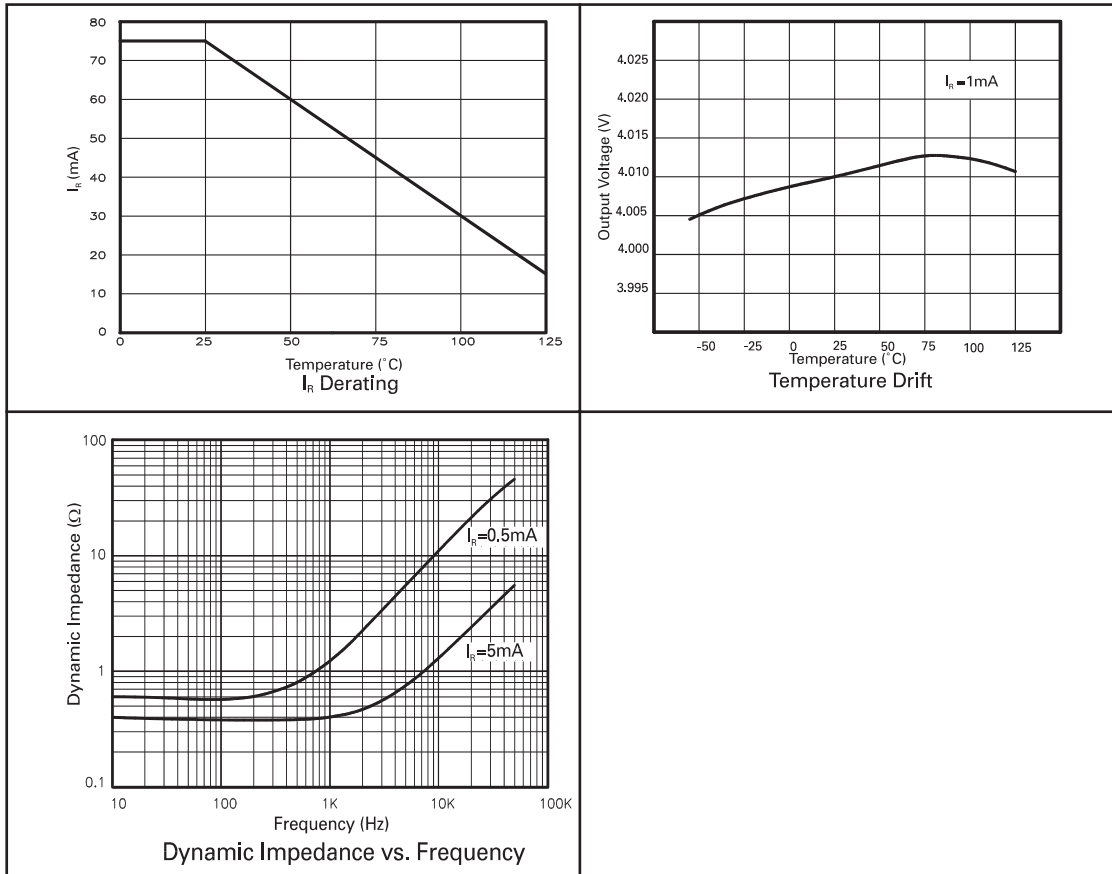 80
70
60
50
40
30
20
10
0
I_R (mA)
0 25 50 75 100 125
Temperature (˚C)
I_R Derating
4.025
4.020
4.015
4.010
4.005
4.000
3.995
Output Voltage (V)
I_R=1mA
-50 -25 0 25 50 75 100 125
Temperature (˚C)
Temperature Drift
100
10
1
0.1
Dynamic Impedance (Ω)
I_R=0.5mA
I_R=5mA
10 100 1K 10K 100K
Frequency (Hz)
Dynamic Impedance vs. Frequency